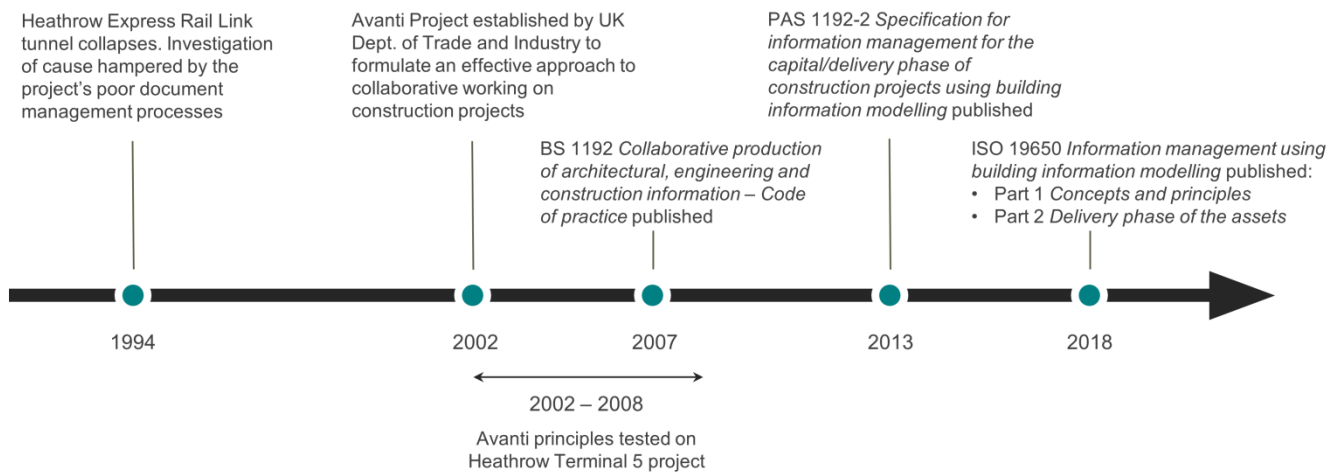 Heathrow Express Rail Link
tunnel collapses. Investigation
of cause hampered by the
project's poor document
management processes
Avanti Project established by UK
Dept. of Trade and Industry to
formulate an effective approach to
collaborative working on
construction projects
BS 1192 Collaborative production
of architectural, engineering and
construction information – Code
of practice published
PAS 1192-2 Specification for
information management for the
capital/delivery phase of
construction projects using building
information modelling published
ISO 19650 Information management using
building information modelling published:
• Part 1 Concepts and principles
• Part 2 Delivery phase of the assets
1994
2002
2007
2013
2018
2002 – 2008
Avanti principles tested on
Heathrow Terminal 5 project